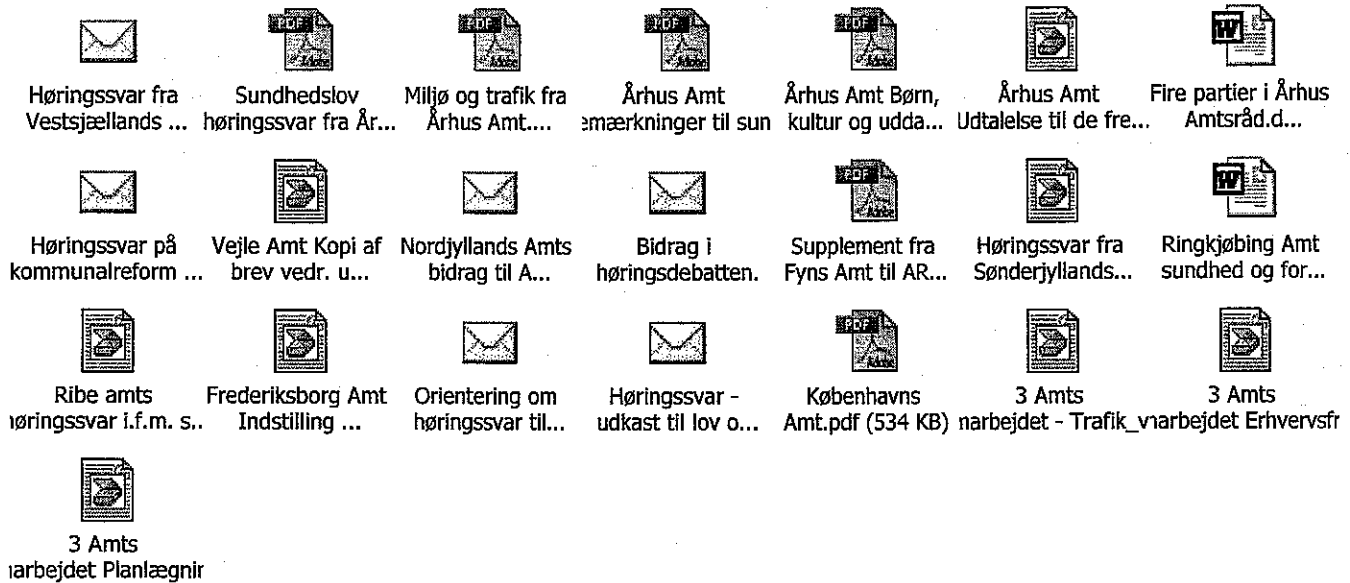 Høringssvar fra
Vestsjællands ...
Sundhedslov
høringssvar fra År...
Miljø og trafik fra
Århus Amt....
Århus Amt
emærkninger til sun
Århus Amt Børn,
kultur og udda...
Århus Amt
Udtalelse til de fre...
Fire partier i Århus
Amtsråd.d...
Høringssvar på
kommunalreform ...
Vejle Amt Kopi af
brev vedr. u...
Nordjyllands Amts
bidrag til A...
Bidrag i
høringsdebatten.
Supplement fra
Fyns Amt til AR...
Høringssvar fra
Sønderjyllands...
Ringkjøbing Amt
sundhed og for...
Ribe amts
høringssvar i.f.m. s..
Frederiksborg Amt
Indstilling ...
Orientering om
høringssvar til...
Høringssvar -
udkast til lov o...
Københavns
Amt.pdf (534 KB)
3 Amts
narbejdet - Trafik_v
3 Amts
narbejdet Erhvervsfr
3 Amts
narbejdet Planlægnir